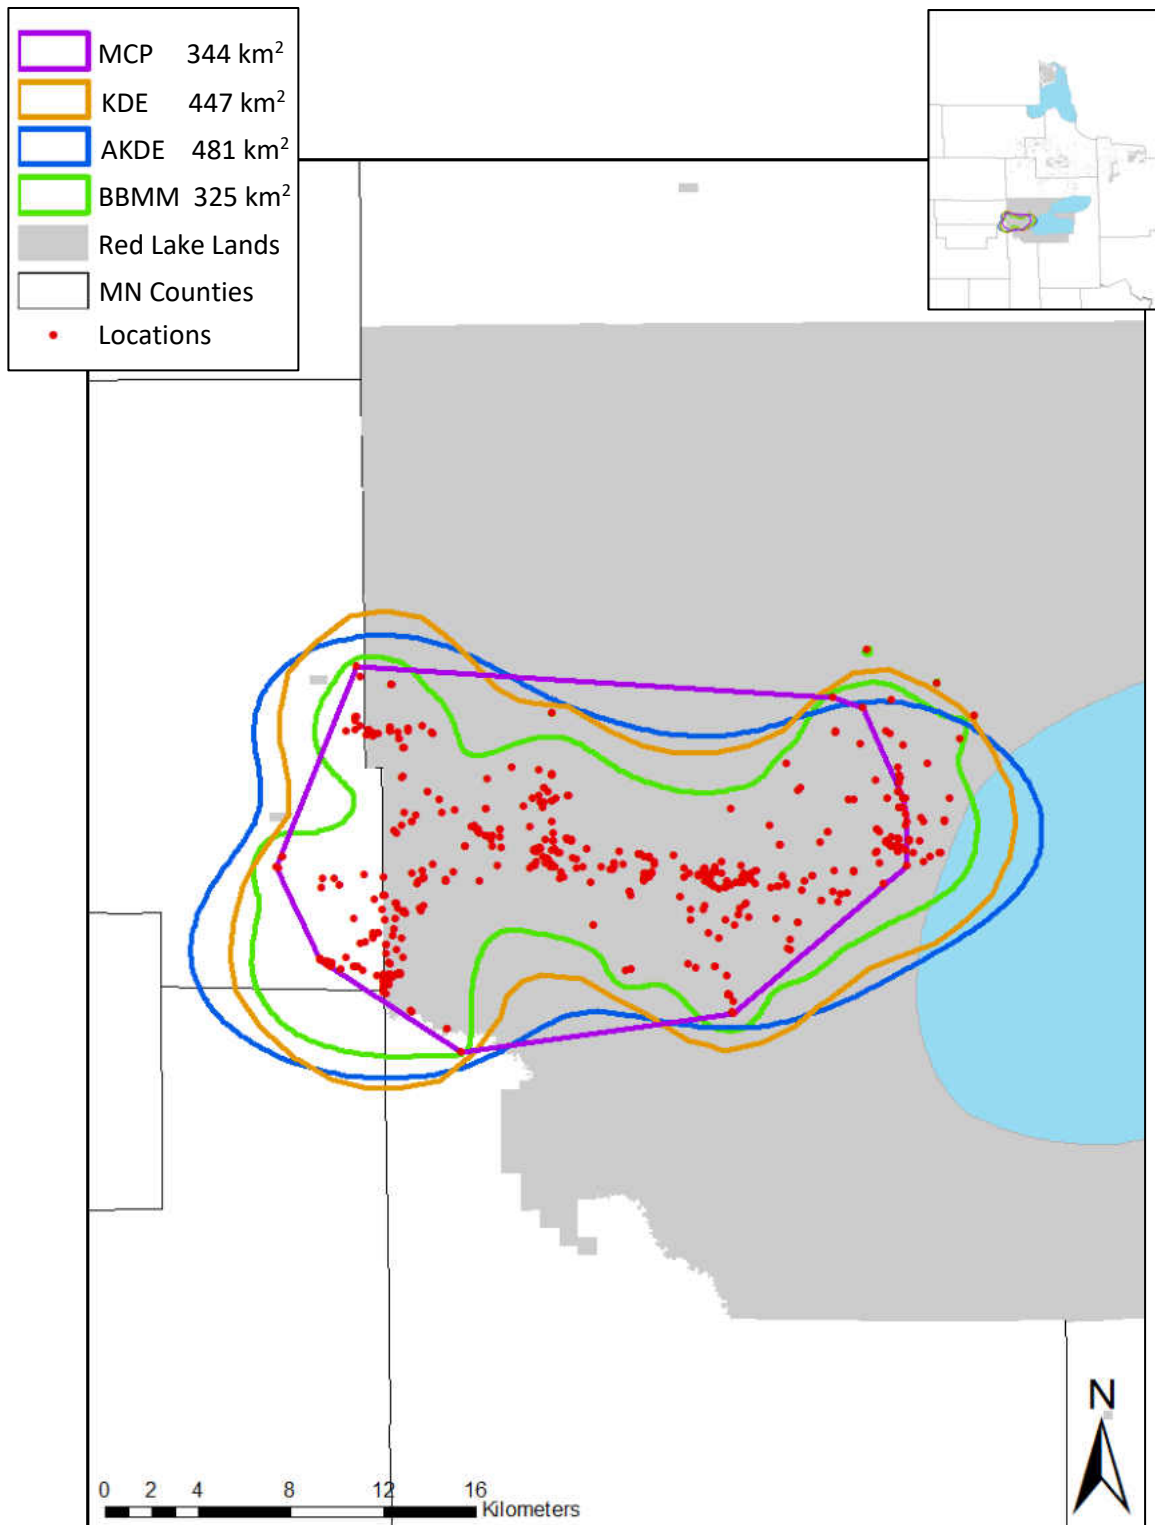 MCP 344 km²
KDE 447 km²
AKDE 481 km²
BBMM 325 km²
Red Lake Lands
MN Counties
Locations
N
0 2 4 8 12 16
Kilometers